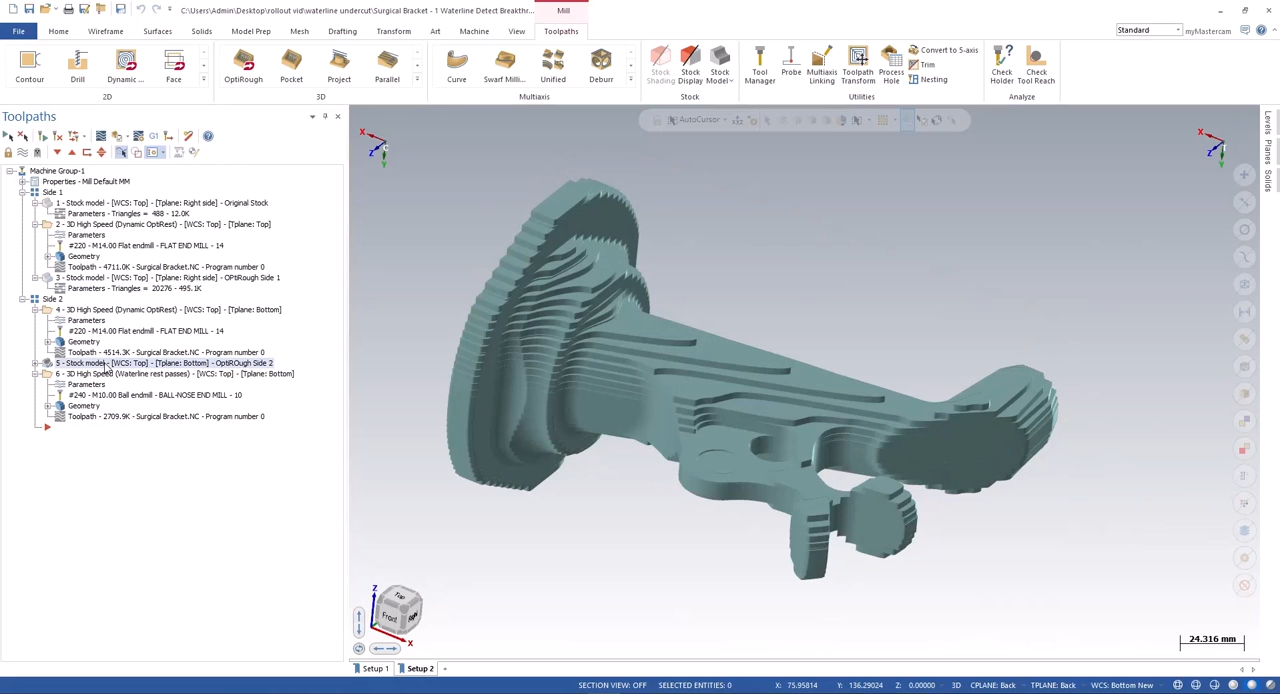 C:\Users\Admin\Desktop\rollout vid\waterline undercut\Surgical Bracket - 1 Waterline Detect Breakthr...
Mill
File
Home
Wireframe
Surfaces
Solids
Model Prep
Mesh
Drafting
Transform
Art
Machine
View
Toolpaths
Standard
myMastercam
Contour
Drill
Dynamic ...
Face
OptiRough
Pocket
Project
Parallel
Curve
Swarf Milli...
Unified
Deburr
Stock Shading
Stock Display
Stock Model
Tool Manager
Probe
Multiaxis Linking
Toolpath Transform
Process Hole
Convert to 5-axis
Trim
Nesting
Check Holder
Check Tool Reach
2D
3D
Multiaxis
Stock
Utilities
Analyze
Toolpaths
G1
AutoCursor
Levels
Planes
Solids
Machine Group-1
Properties - Mill Default MM
Side 1
1 - Stock model - [WCS: Top] - [Tplane: Right side] - Original Stock
Parameters - Triangles = 488 - 12.0K
2 - 3D High Speed (Dynamic OptiRest) - [WCS: Top] - [Tplane: Top]
Parameters
#220 - M14.00 Flat endmill - FLAT END MILL - 14
Geometry
Toolpath - 4711.0K - Surgical Bracket.NC - Program number 0
3 - Stock model - [WCS: Top] - [Tplane: Right side] - OPtiRough Side 1
Parameters - Triangles = 20276 - 495.1K
Side 2
4 - 3D High Speed (Dynamic OptiRest) - [WCS: Top] - [Tplane: Bottom]
Parameters
#220 - M14.00 Flat endmill - FLAT END MILL - 14
Geometry
Toolpath - 4514.3K - Surgical Bracket.NC - Program number 0
5 - Stock model - [WCS: Top] - [Tplane: Bottom] - OptiROugh Side 2
6 - 3D High Speed (Waterline rest passes) - [WCS: Top] - [Tplane: Bottom]
Parameters
#240 - M10.00 Ball endmill - BALL-NOSE END MILL - 10
Geometry
Toolpath - 2709.9K - Surgical Bracket.NC - Program number 0
X
Z
Y
X
Z
Y
Z
Top
Front
Right
X
24.316 mm
Setup 1
Setup 2
+
SECTION VIEW: OFF
SELECTED ENTITIES: 0
X: 75.95814
Y: 136.29024
Z: 0.00000
3D
CPLANE: Back
TPLANE: Back
WCS: Bottom New